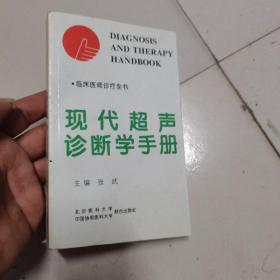 DIAGNOSIS
AND THERAPY
HANDBOOK
·临床医师诊疗全书
现代超声
诊断学手册
主编 张武
北京医科大学
中国协和医科大学 联合出版社